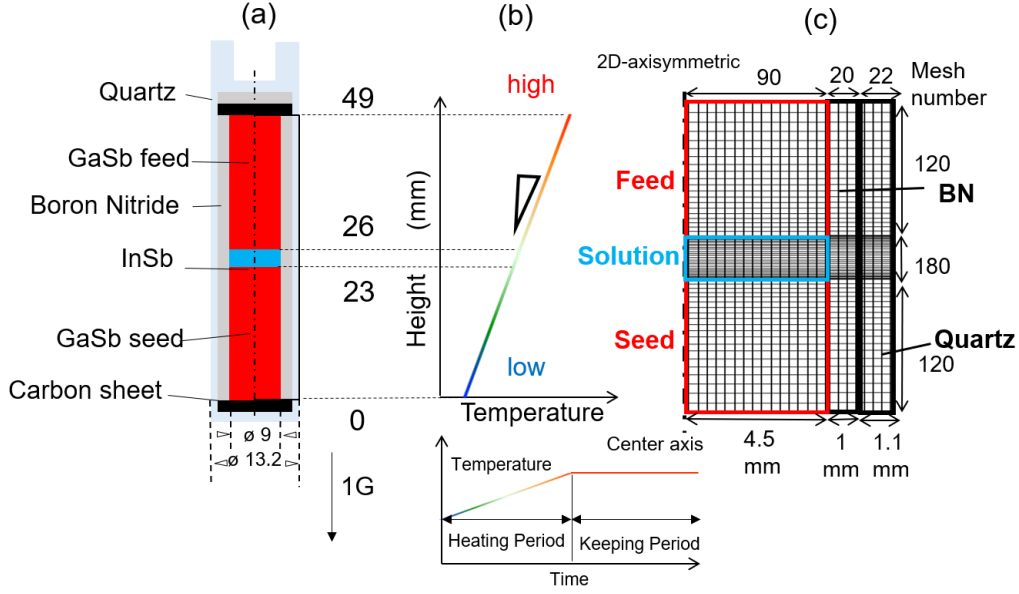 (a)
Quartz
GaSb feed
Boron Nitride
InSb
GaSb seed
Carbon sheet
ø 9
ø 13.2
49
26
23
0
1G
(b)
high
low
Height (mm)
Temperature
Temperature
Heating Period
Keeping Period
Time
(c)
2D-axisymmetric
90
20
22
Mesh
number
Feed
Solution
Seed
120
BN
180
Quartz
120
Center axis
4.5
mm
1
mm
1.1
mm